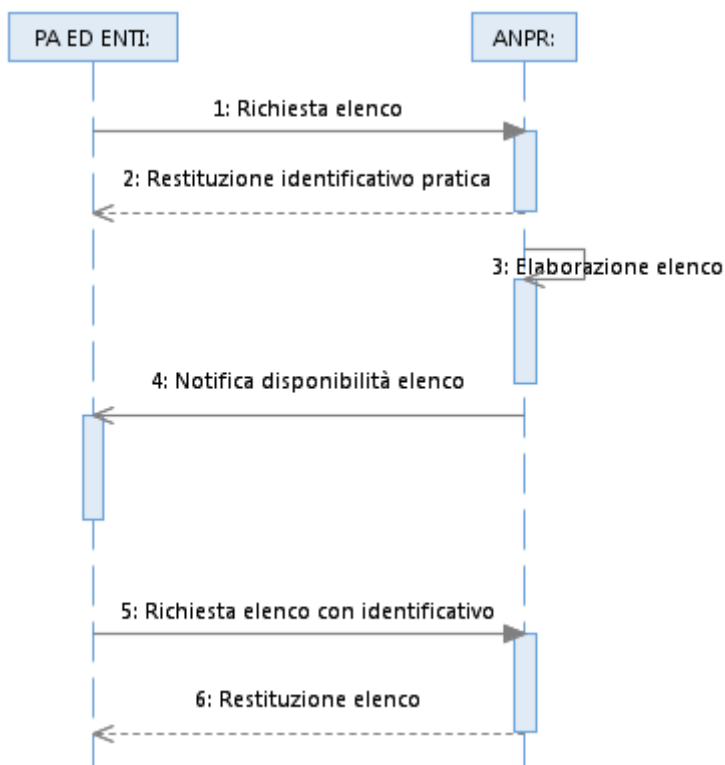 PA ED ENTI:
ANPR:
1: Richiesta elenco
2: Restituzione identificativo pratica
3: Elaborazione elenco
4: Notifica disponibilità elenco
5: Richiesta elenco con identificativo
6: Restituzione elenco